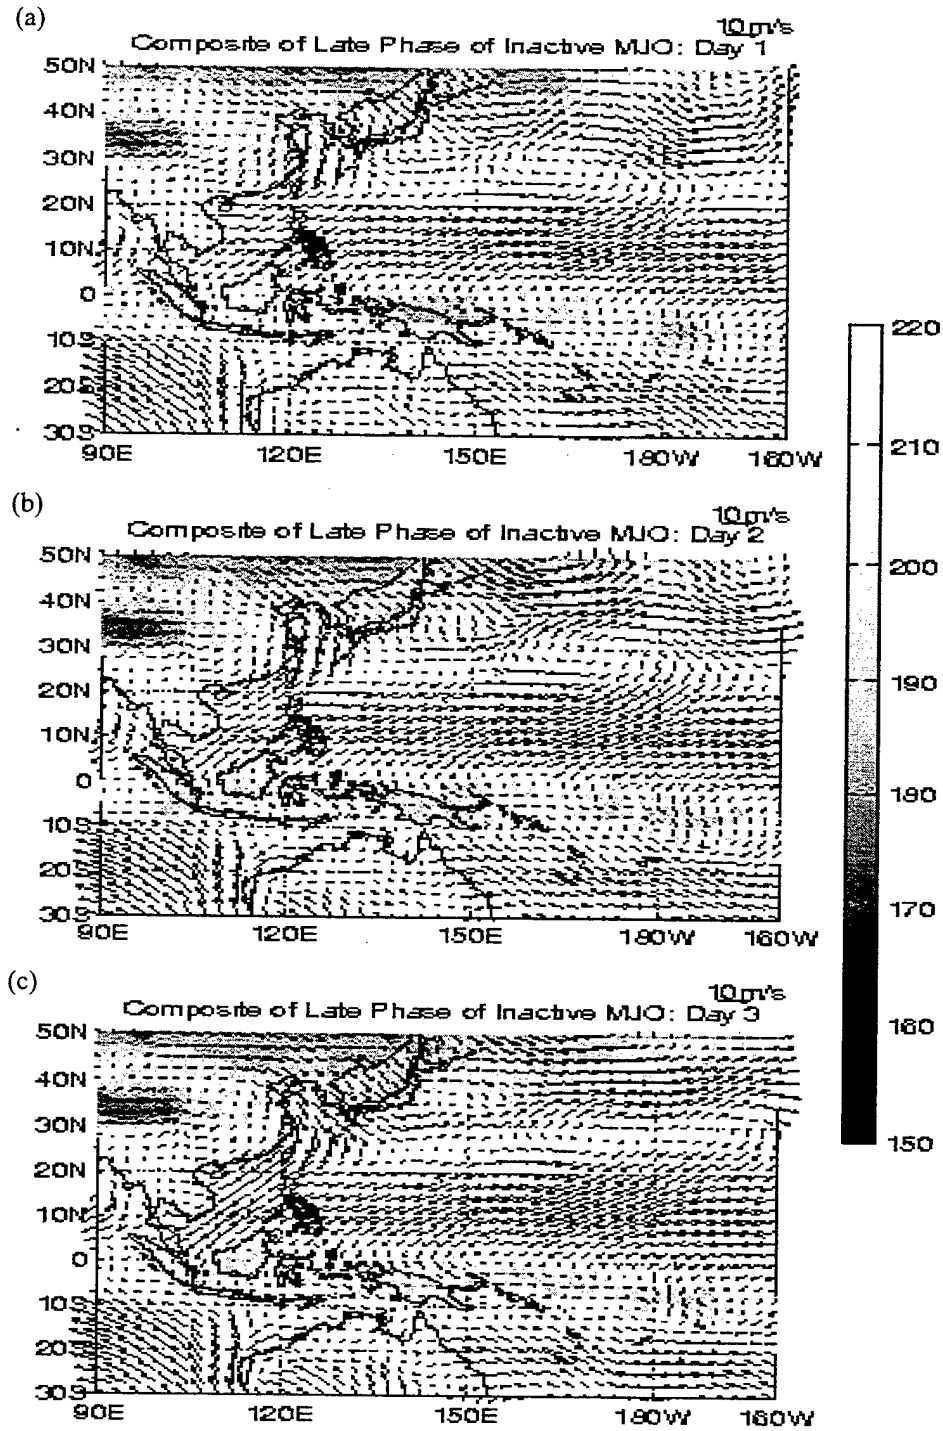 (a)
10 m/s
Composite of Late Phase of Inactive MJO: Day 1
50N
40N
30N
20N
10N
0
10S
20S
30S
90E 120E 150E 180W 160W
(b)
10 m/s
Composite of Late Phase of Inactive MJO: Day 2
50N
40N
30N
20N
10N
0
10S
20S
30S
90E 120E 150E 180W 160W
(c)
10 m/s
Composite of Late Phase of Inactive MJO: Day 3
50N
40N
30N
20N
10N
0
10S
20S
30S
90E 120E 150E 180W 160W
220
210
200
190
180
170
160
150